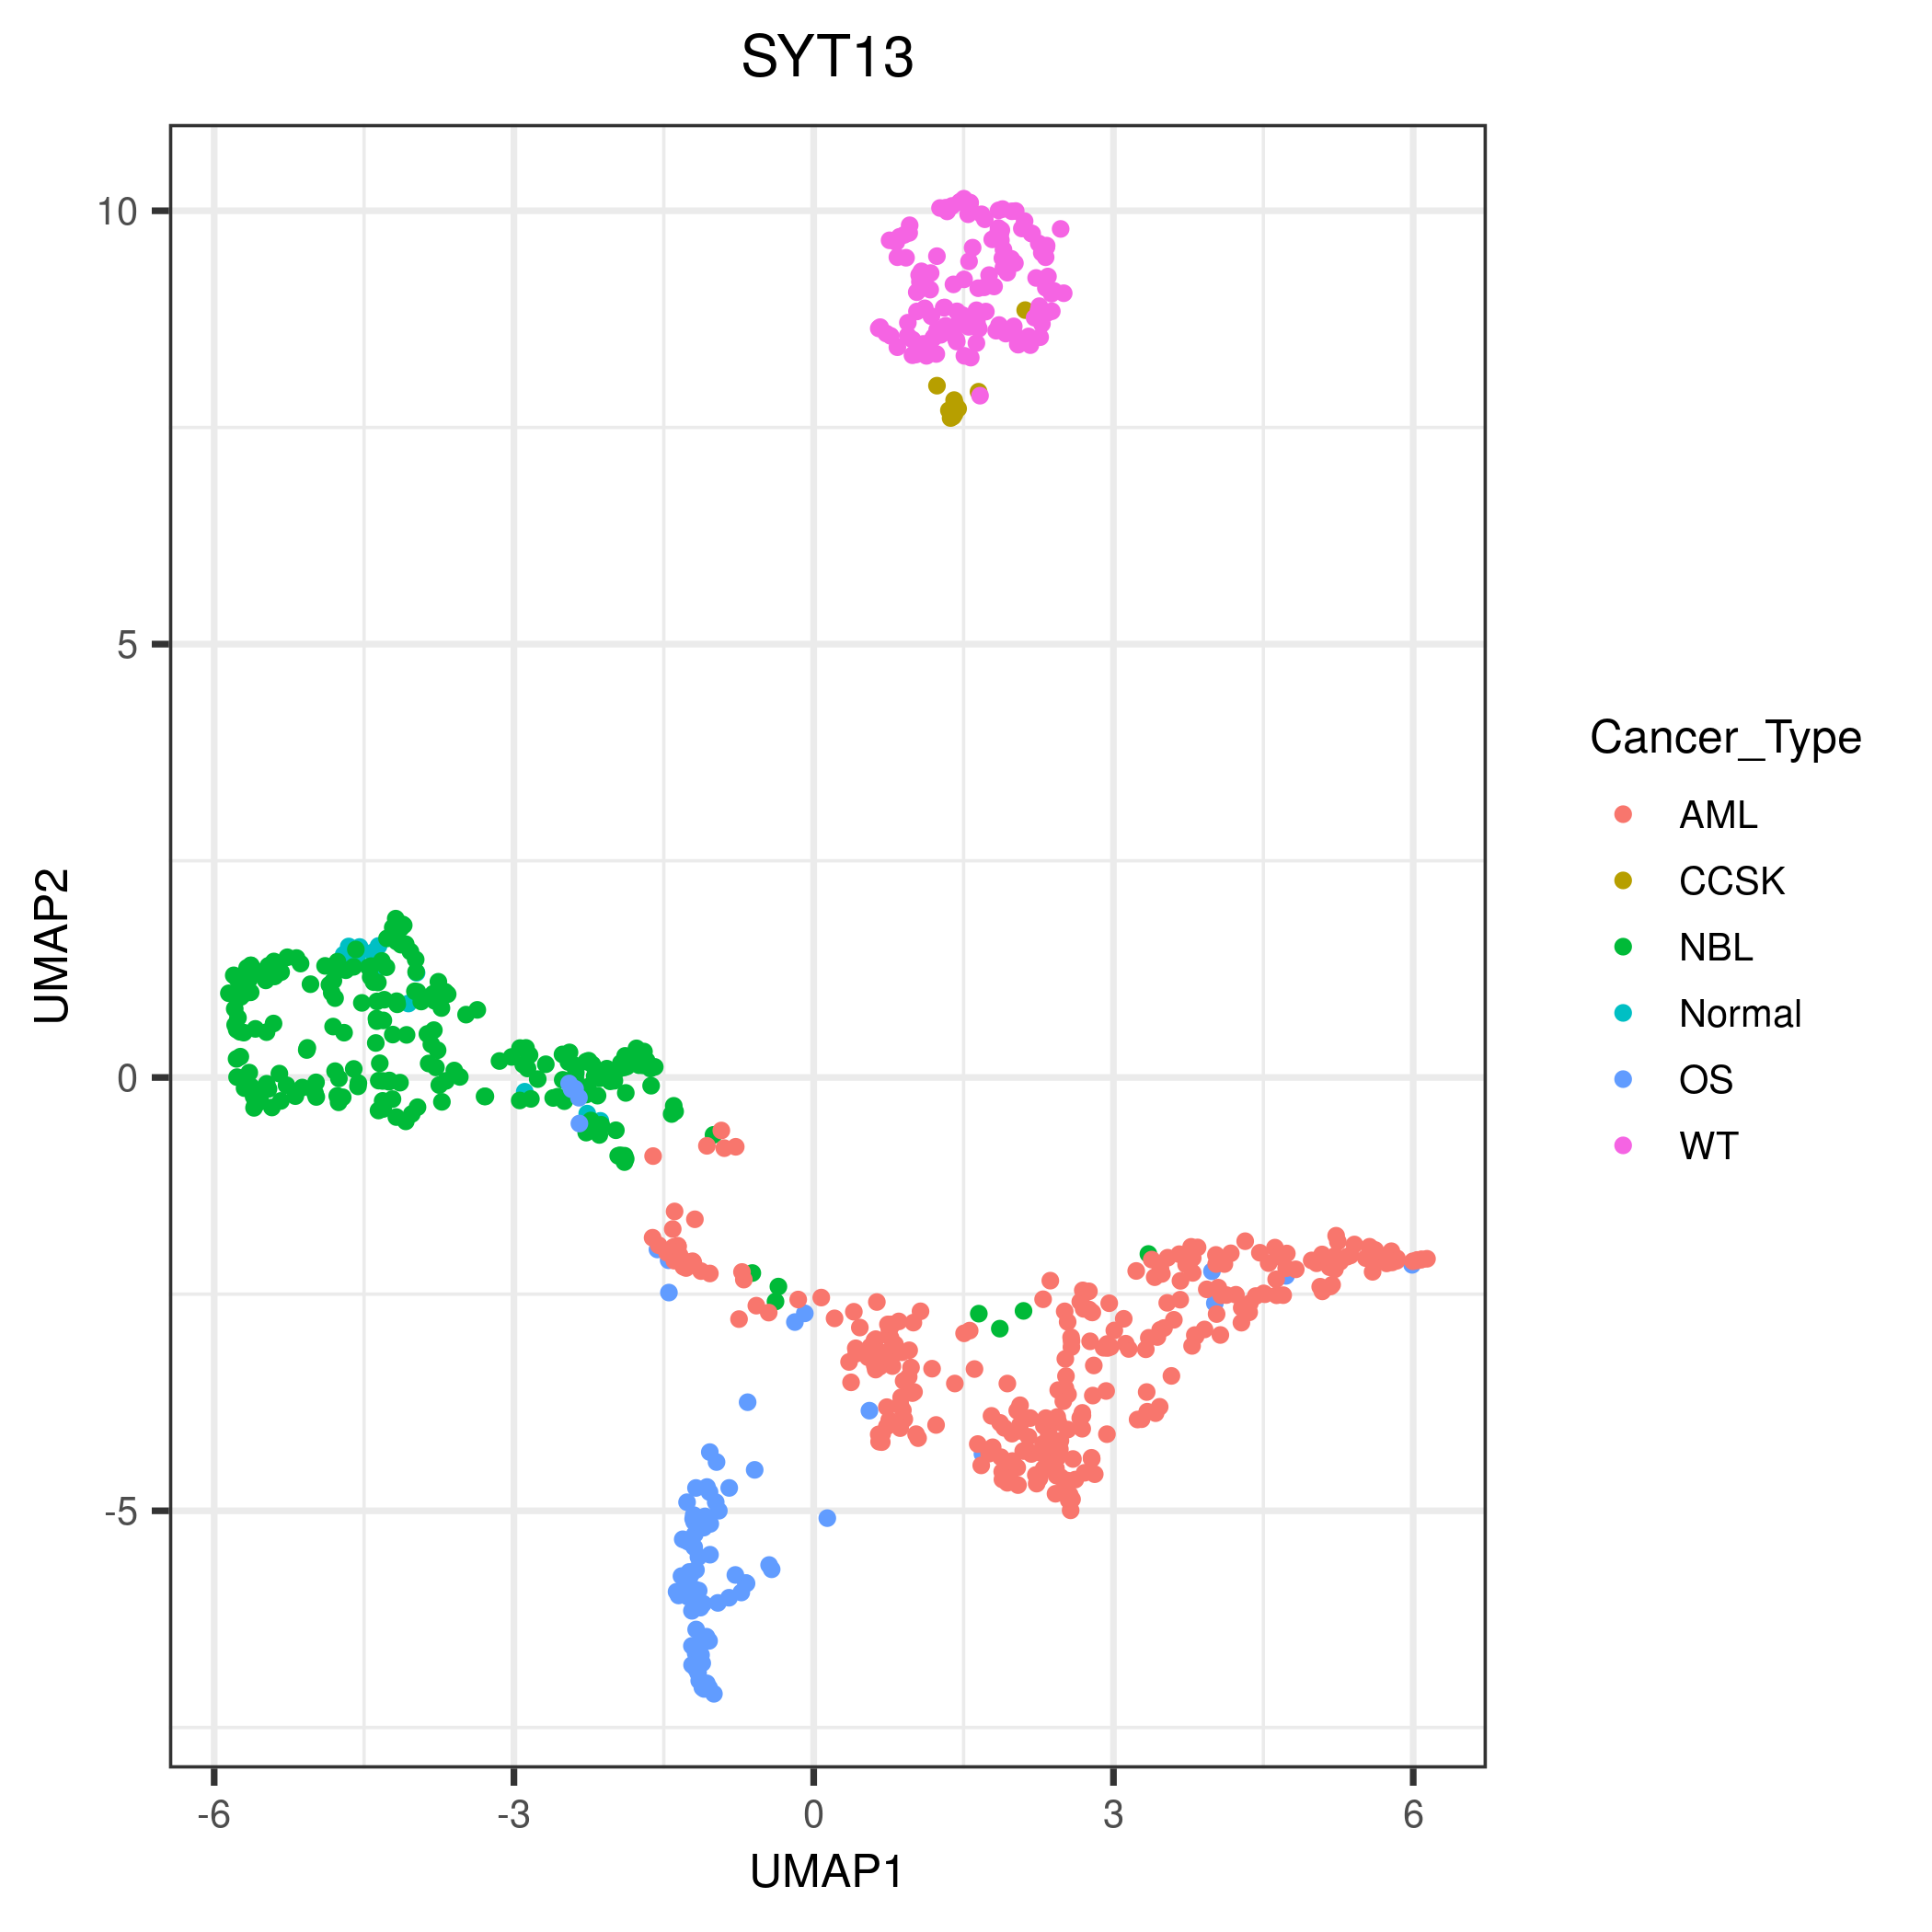 SYT13
10
5
0
-5
UMAP2
-6
-3
0
3
6
UMAP1
Cancer_Type
AML
CCSK
NBL
Normal
OS
WT